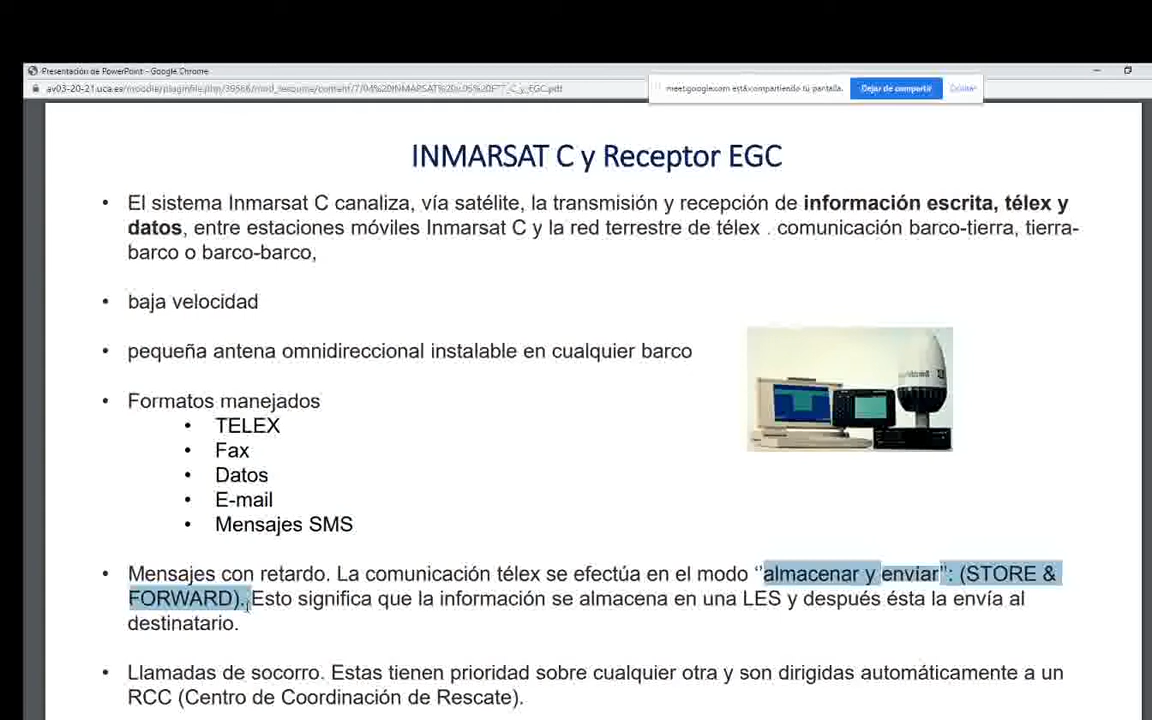 Presentación de PowerPoint - Google Chrome
meet.google.com está compartiendo tu pantalla.
Dejar de compartir
Ocultar
INMARSAT C y Receptor EGC
• El sistema Inmarsat C canaliza, vía satélite, la transmisión y recepción de información escrita, télex y
datos, entre estaciones móviles Inmarsat C y la red terrestre de télex . comunicación barco-tierra, tierra-
barco o barco-barco,
• baja velocidad
• pequeña antena omnidireccional instalable en cualquier barco
• Formatos manejados
• TELEX
• Fax
• Datos
• E-mail
• Mensajes SMS
• Mensajes con retardo. La comunicación télex se efectúa en el modo “almacenar y enviar”: (STORE &
FORWARD). Esto significa que la información se almacena en una LES y después ésta la envía al
destinatario.
• Llamadas de socorro. Estas tienen prioridad sobre cualquier otra y son dirigidas automáticamente a un
RCC (Centro de Coordinación de Rescate).